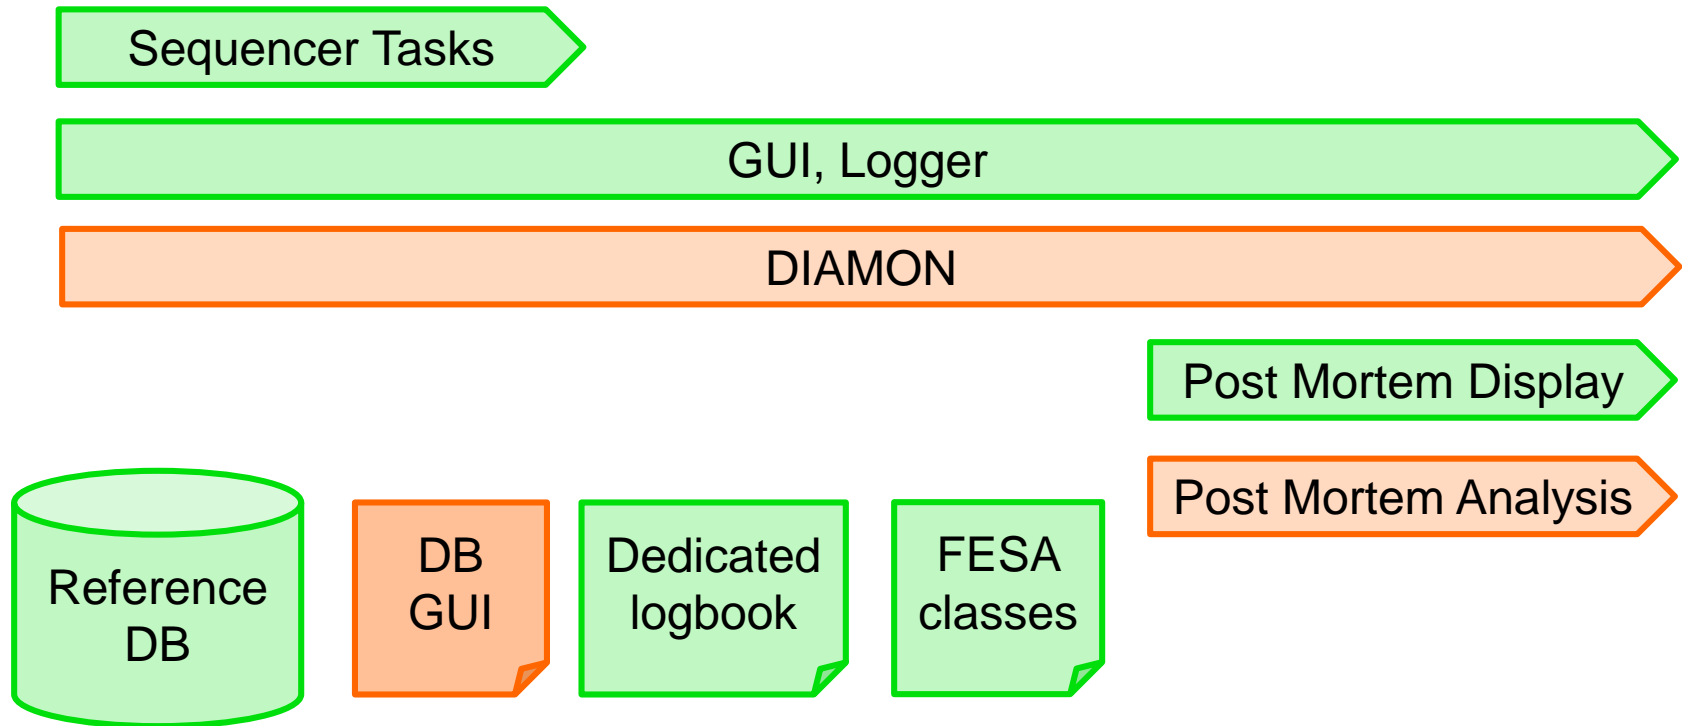 Sequencer Tasks
GUI, Logger
DIAMON
Post Mortem Display
Post Mortem Analysis
Reference
DB
DB
GUI
Dedicated
logbook
FESA
classes